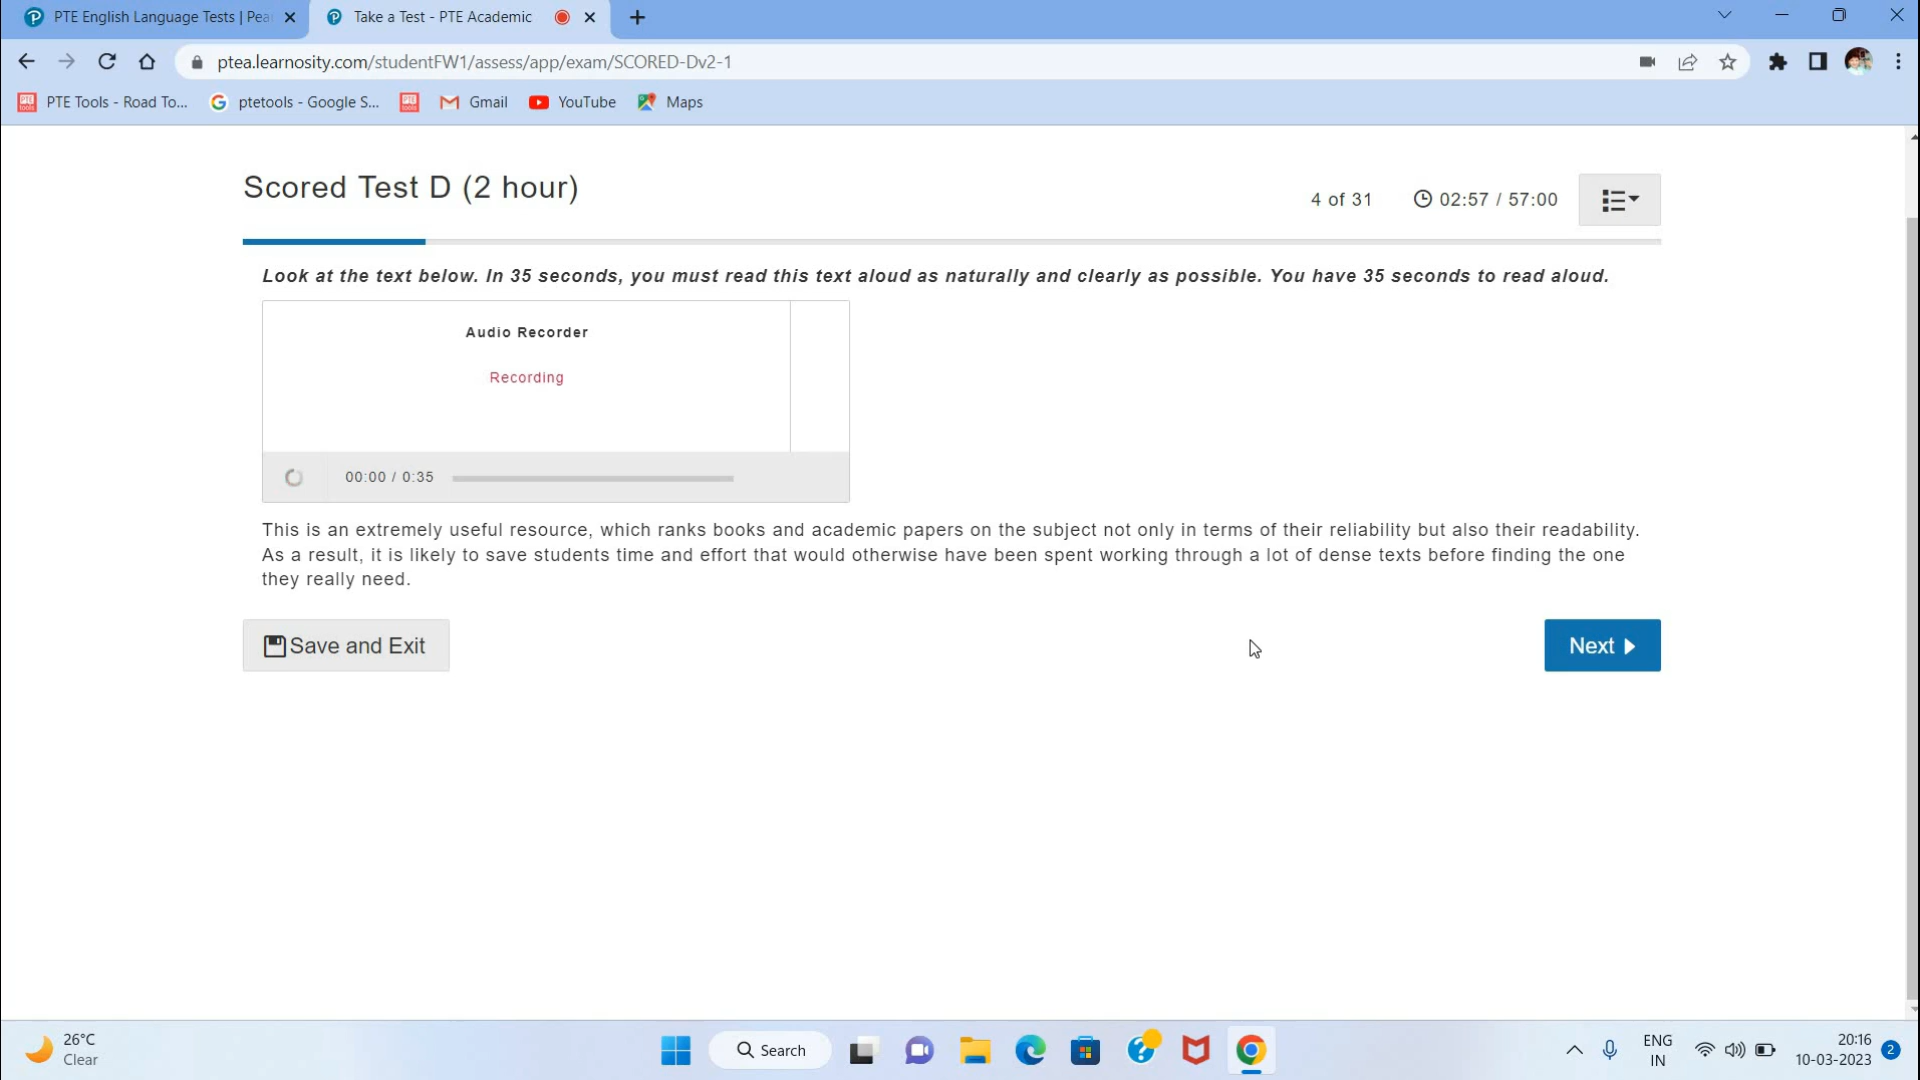 PTE English Language Tests | Pea
Take a Test - PTE Academic
ptea.learnosity.com/studentFW1/assess/app/exam/SCORED-Dv2-1
PTE Tools - Road To...
ptetools - Google S...
Gmail
YouTube
Maps
Scored Test D (2 hour)
4 of 31
02:57 / 57:00
Look at the text below. In 35 seconds, you must read this text aloud as naturally and clearly as possible. You have 35 seconds to read aloud.
Audio Recorder
Recording
00:00 / 0:35
This is an extremely useful resource, which ranks books and academic papers on the subject not only in terms of their reliability but also their readability.
As a result, it is likely to save students time and effort that would otherwise have been spent working through a lot of dense texts before finding the one
they really need.
Save and Exit
Next
26°C
Clear
Search
ENG
IN
20:16
10-03-2023
2